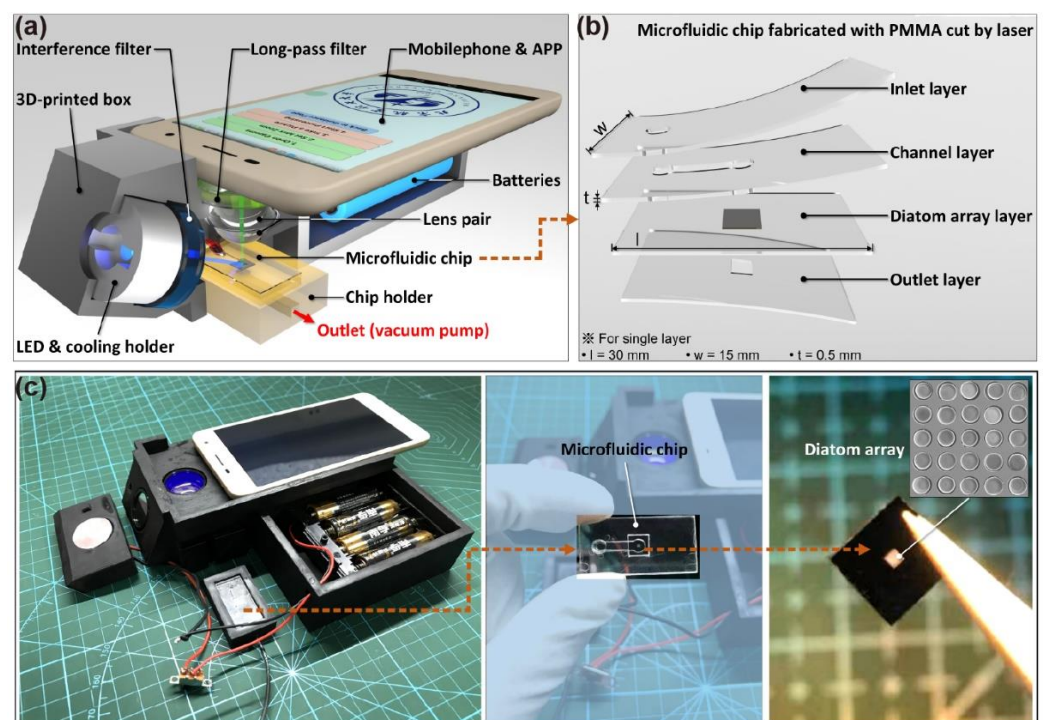 (a)
Interference filter
Long-pass filter
Mobilephone & APP
3D-printed box
Batteries
Lens pair
Microfluidic chip
Chip holder
Outlet (vacuum pump)
LED & cooling holder
(b)
Microfluidic chip fabricated with PMMA cut by laser
Inlet layer
w
Channel layer
t
Diatom array layer
l
Outlet layer
※ For single layer
• l = 30 mm • w = 15 mm • t = 0.5 mm
(c)
Microfluidic chip
Diatom array